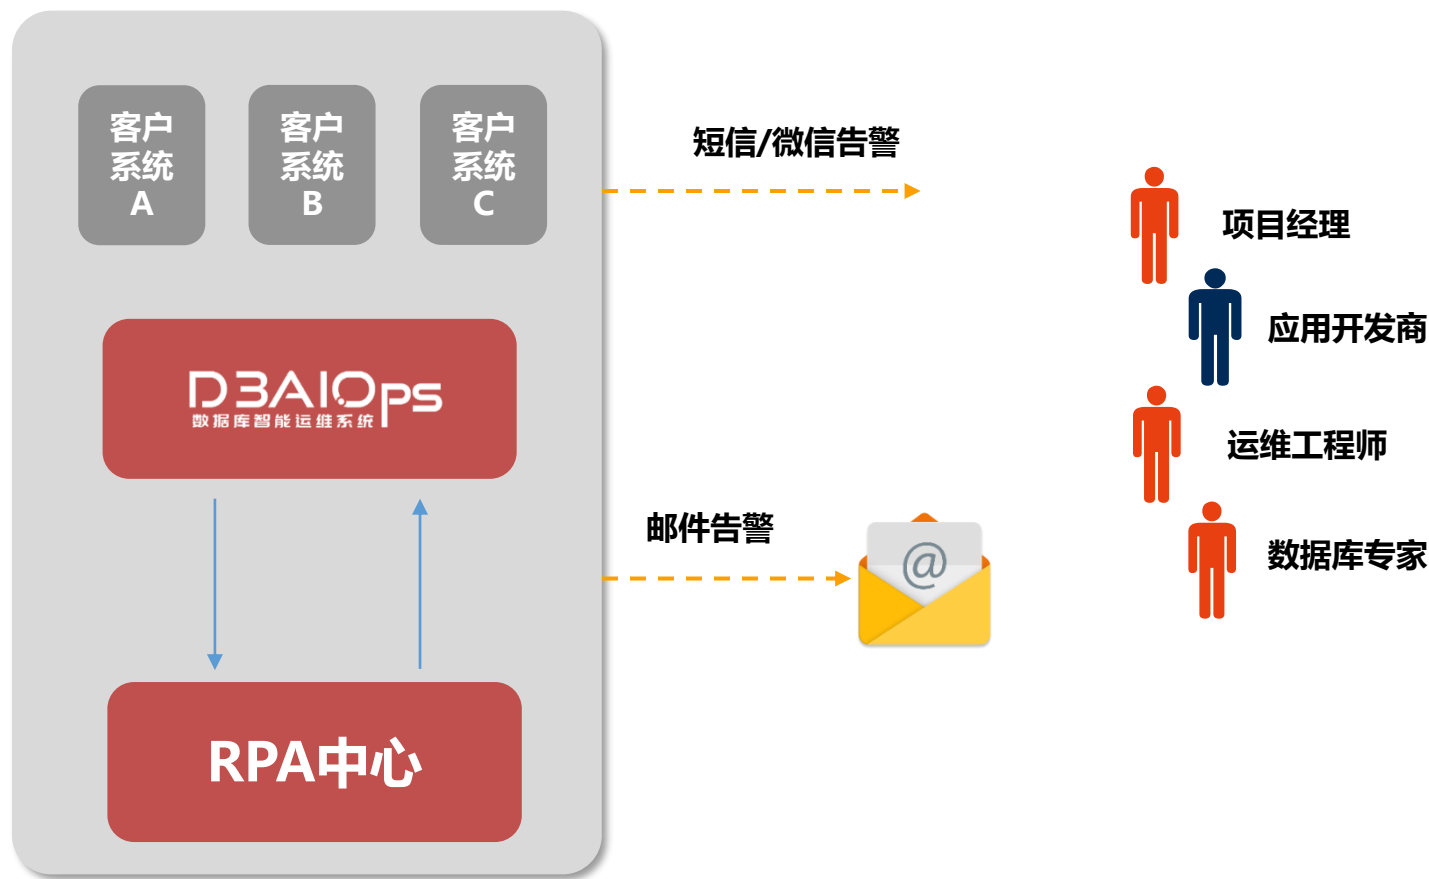 客户
系统
A
客户
系统
B
客户
系统
C
短信/微信告警
项目经理
应用开发商
D3AIOps
数据库智能运维系统
运维工程师
邮件告警
@
数据库专家
RPA中心